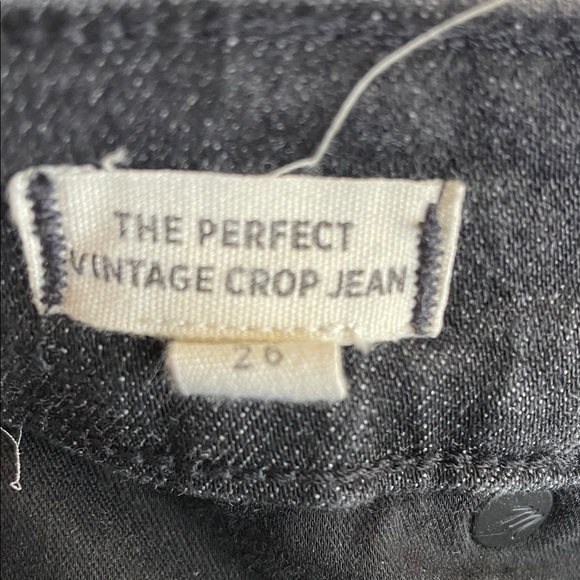 THE PERFECT
VINTAGE CROP JEAN
26